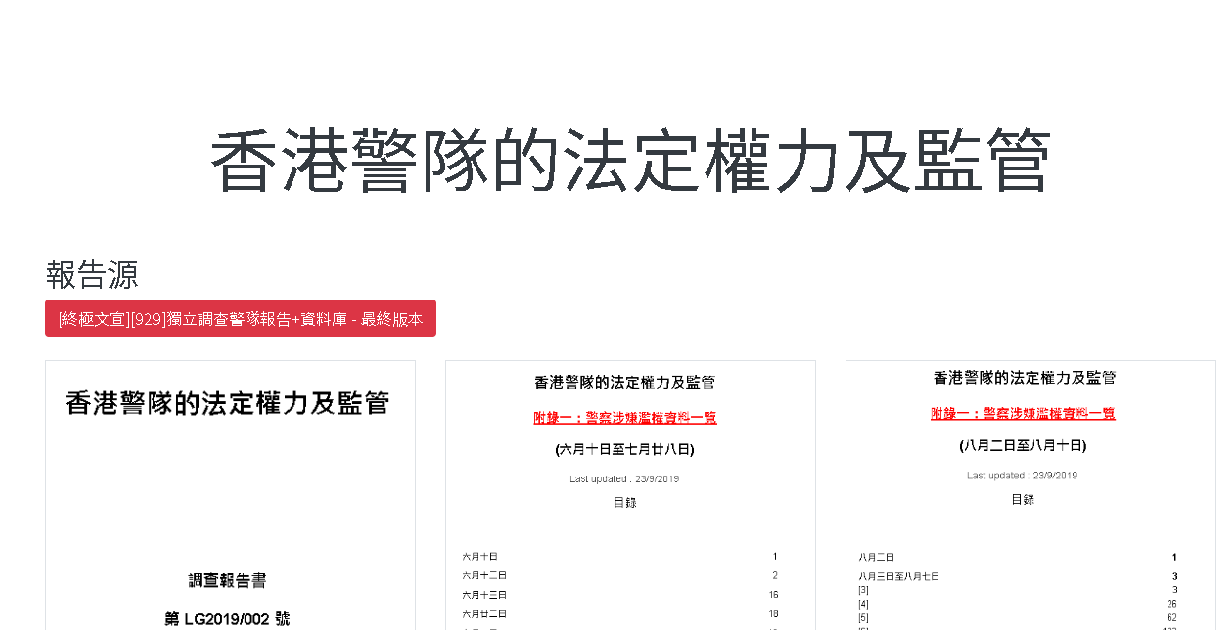 香港警隊的法定權力及監管
報告源
[終極文宣][929]獨立調查警隊報告+資料庫 - 最終版本
香港警隊的法定權力及監管
調查報告書
第 LG2019/002 號
香港警隊的法定權力及監管
附錄一：警察涉嫌濫權資料一覽
(六月十日至七月廿八日)
Last updated : 23/9/2019
目錄
六月十日 1
六月十二日 2
六月十三日 16
六月廿二日 18
香港警隊的法定權力及監管
附錄一：警察涉嫌濫權資料一覽
(八月二日至八月十日)
Last updated : 23/9/2019
目錄
八月二日 1
八月三日至八月七日 3
[3] 3
[4] 26
[5] 62